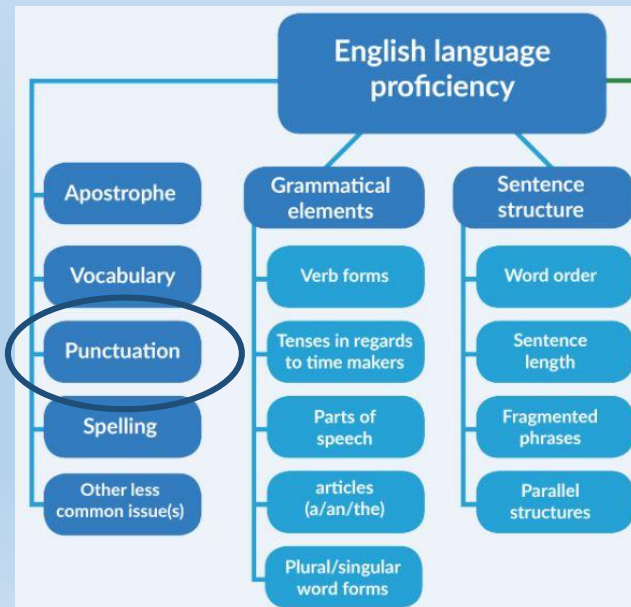 English language
proficiency
Apostrophe
Vocabulary
Punctuation
Spelling
Other less
common issue(s)
Grammatical
elements
Verb forms
Tenses in regards
to time makers
Parts of
speech
articles
(a/an/the)
Plural/singular
word forms
Sentence
structure
Word order
Sentence
length
Fragmented
phrases
Parallel
structures